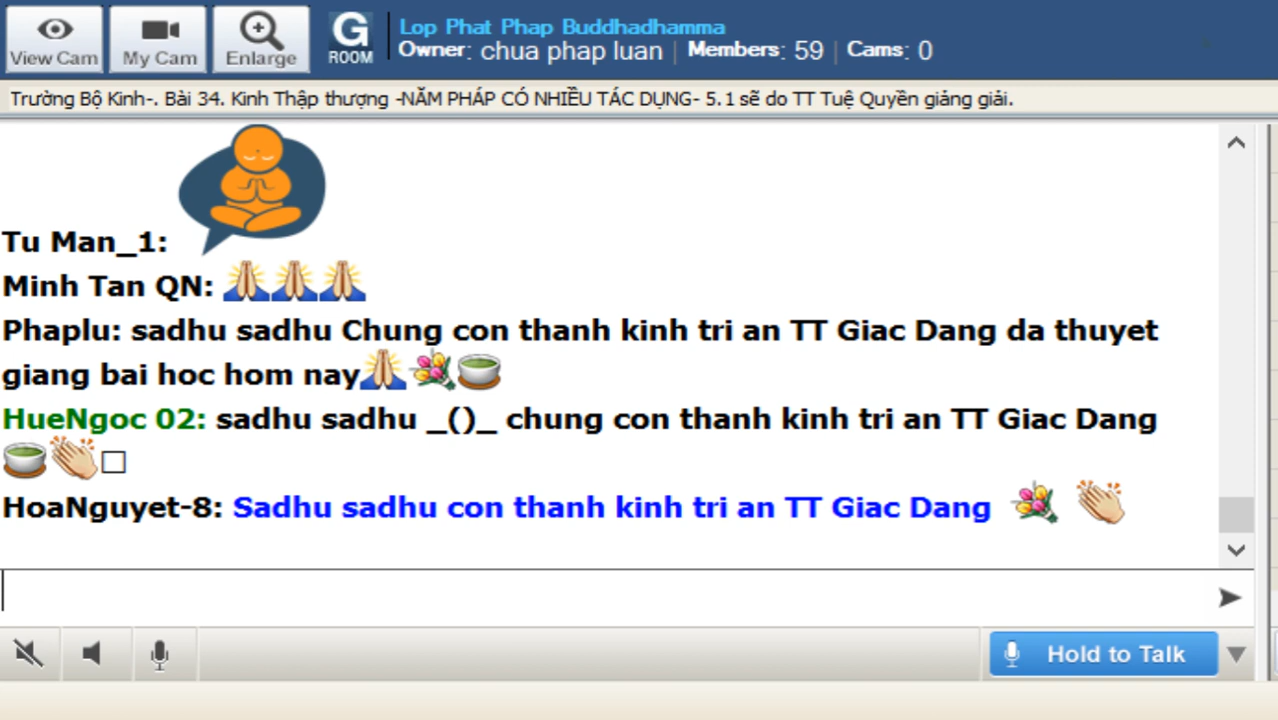 Lop Phat Phap Buddhadhamma
View Cam
My Cam
Enlarge
G
ROOM
Owner: chua phap luan | Members: 59 | Cams: 0
Trường Bộ Kinh-. Bài 34. Kinh Thập thượng -NĂM PHÁP CÓ NHIỀU TÁC DỤNG- 5.1 sẽ do TT Tuệ Quyền giảng giải.
Tu Man_1:
Minh Tan QN: 🙏🙏🙏
Phaplu: sadhu sadhu Chung con thanh kinh tri an TT Giac Dang da thuyet
giang bai hoc hom nay🙏💐🍵
HueNgoc 02: sadhu sadhu _()_ chung con thanh kinh tri an TT Giac Dang
🍵👏□
HoaNguyet-8: Sadhu sadhu con thanh kinh tri an TT Giac Dang 💐 👏
Hold to Talk